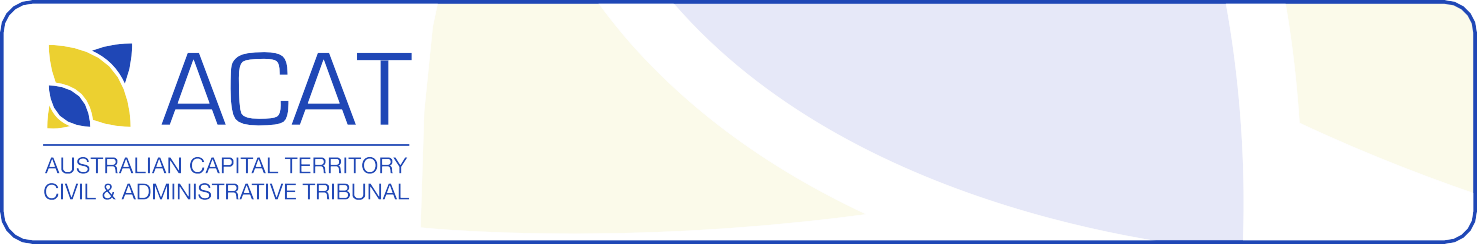 ACAT
AUSTRALIAN CAPITAL TERRITORY
CIVIL & ADMINISTRATIVE TRIBUNAL